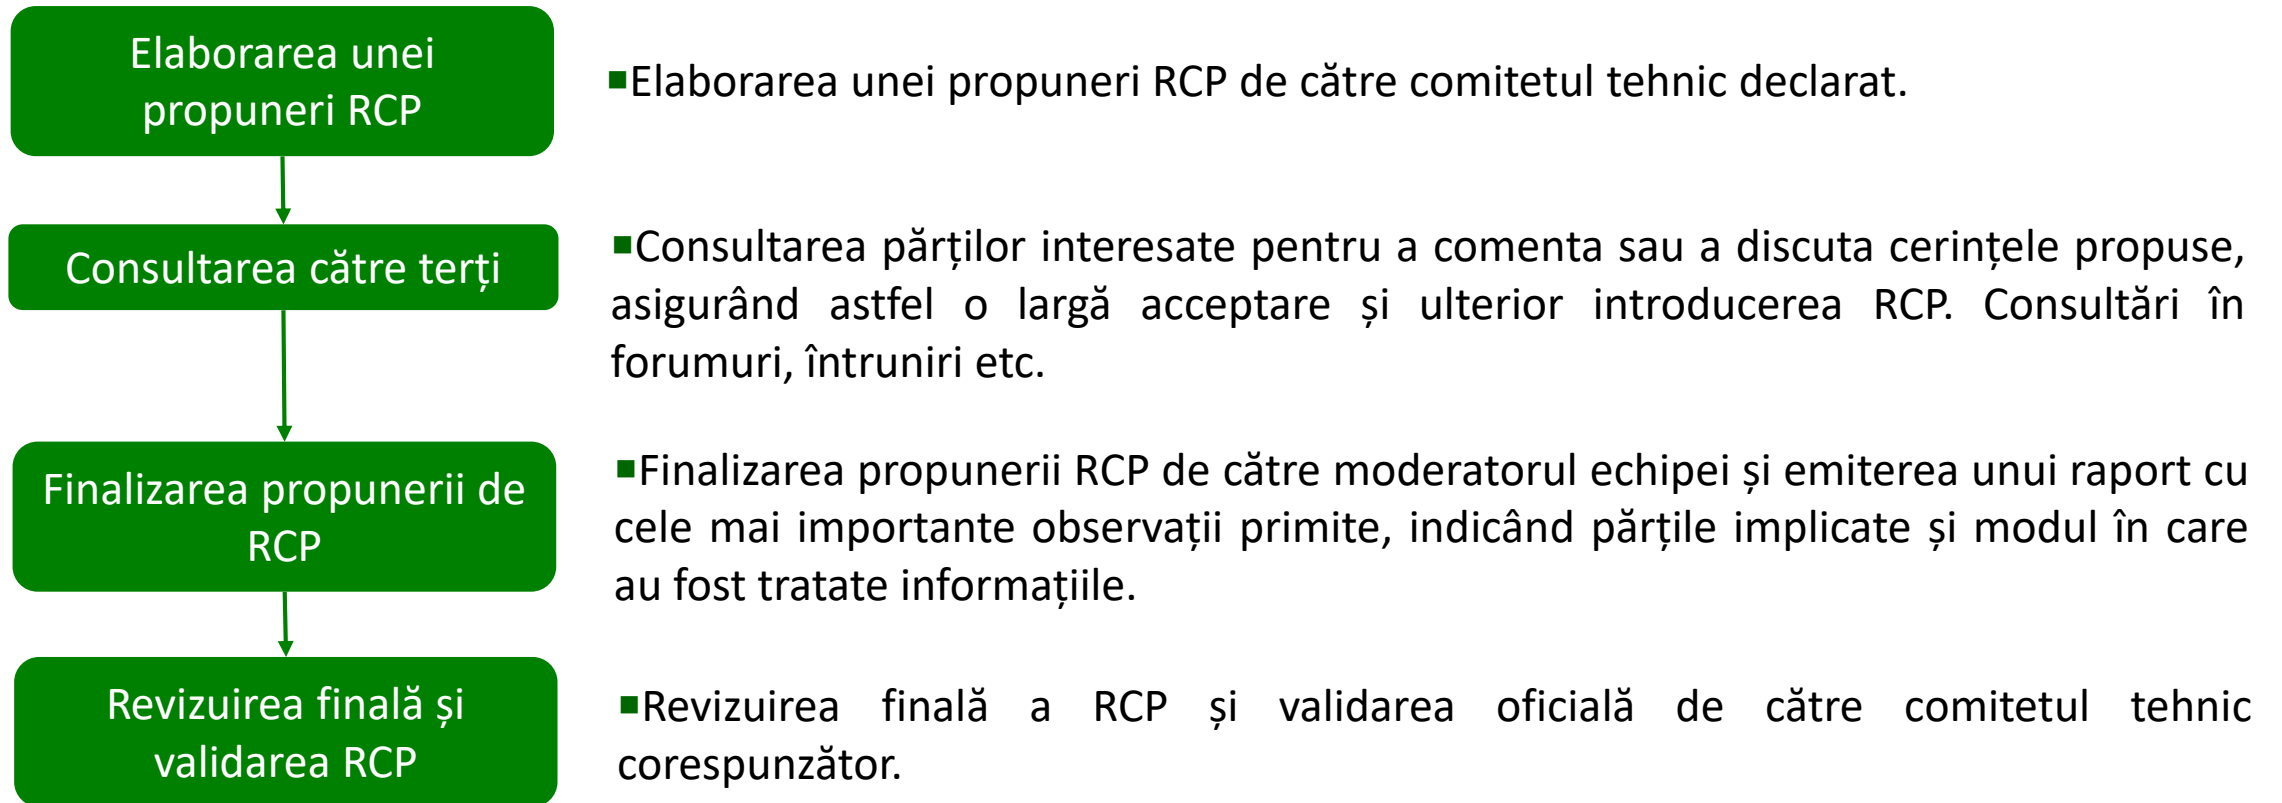 Elaborarea unei
propuneri RCP
▪Elaborarea unei propuneri RCP de către comitetul tehnic declarat.
Consultarea către terți
▪Consultarea părților interesate pentru a comenta sau a discuta cerințele propuse,
asigurând astfel o largă acceptare și ulterior introducerea RCP. Consultări în
forumuri, întruniri etc.
Finalizarea propunerii de
RCP
▪Finalizarea propunerii RCP de către moderatorul echipei și emiterea unui raport cu
cele mai importante observații primite, indicând părțile implicate și modul în care
au fost tratate informațiile.
Revizuirea finală și
validarea RCP
▪Revizuirea finală a RCP și validarea oficială de către comitetul tehnic
corespunzător.